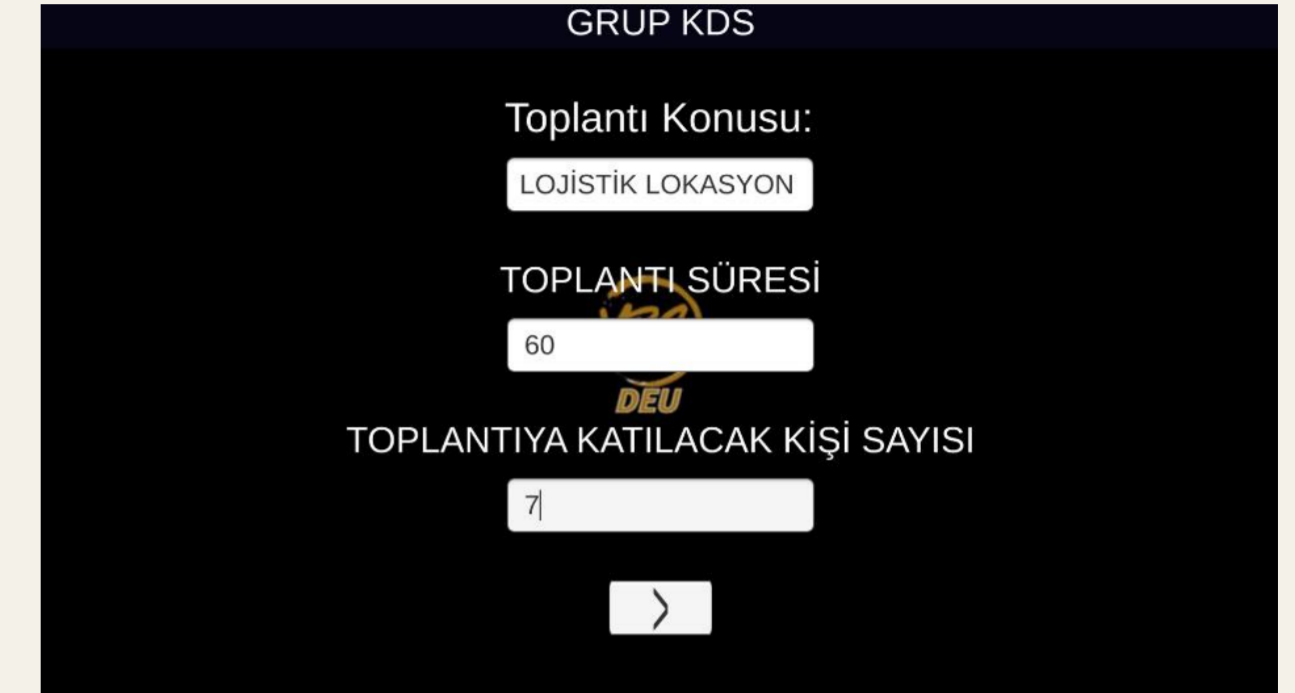 GRUP KDS
Toplantı Konusu:
LOJİSTİK LOKASYON
TOPLANTI SÜRESİ
60
DEU
TOPLANTIYA KATILACAK KİŞİ SAYISI
7